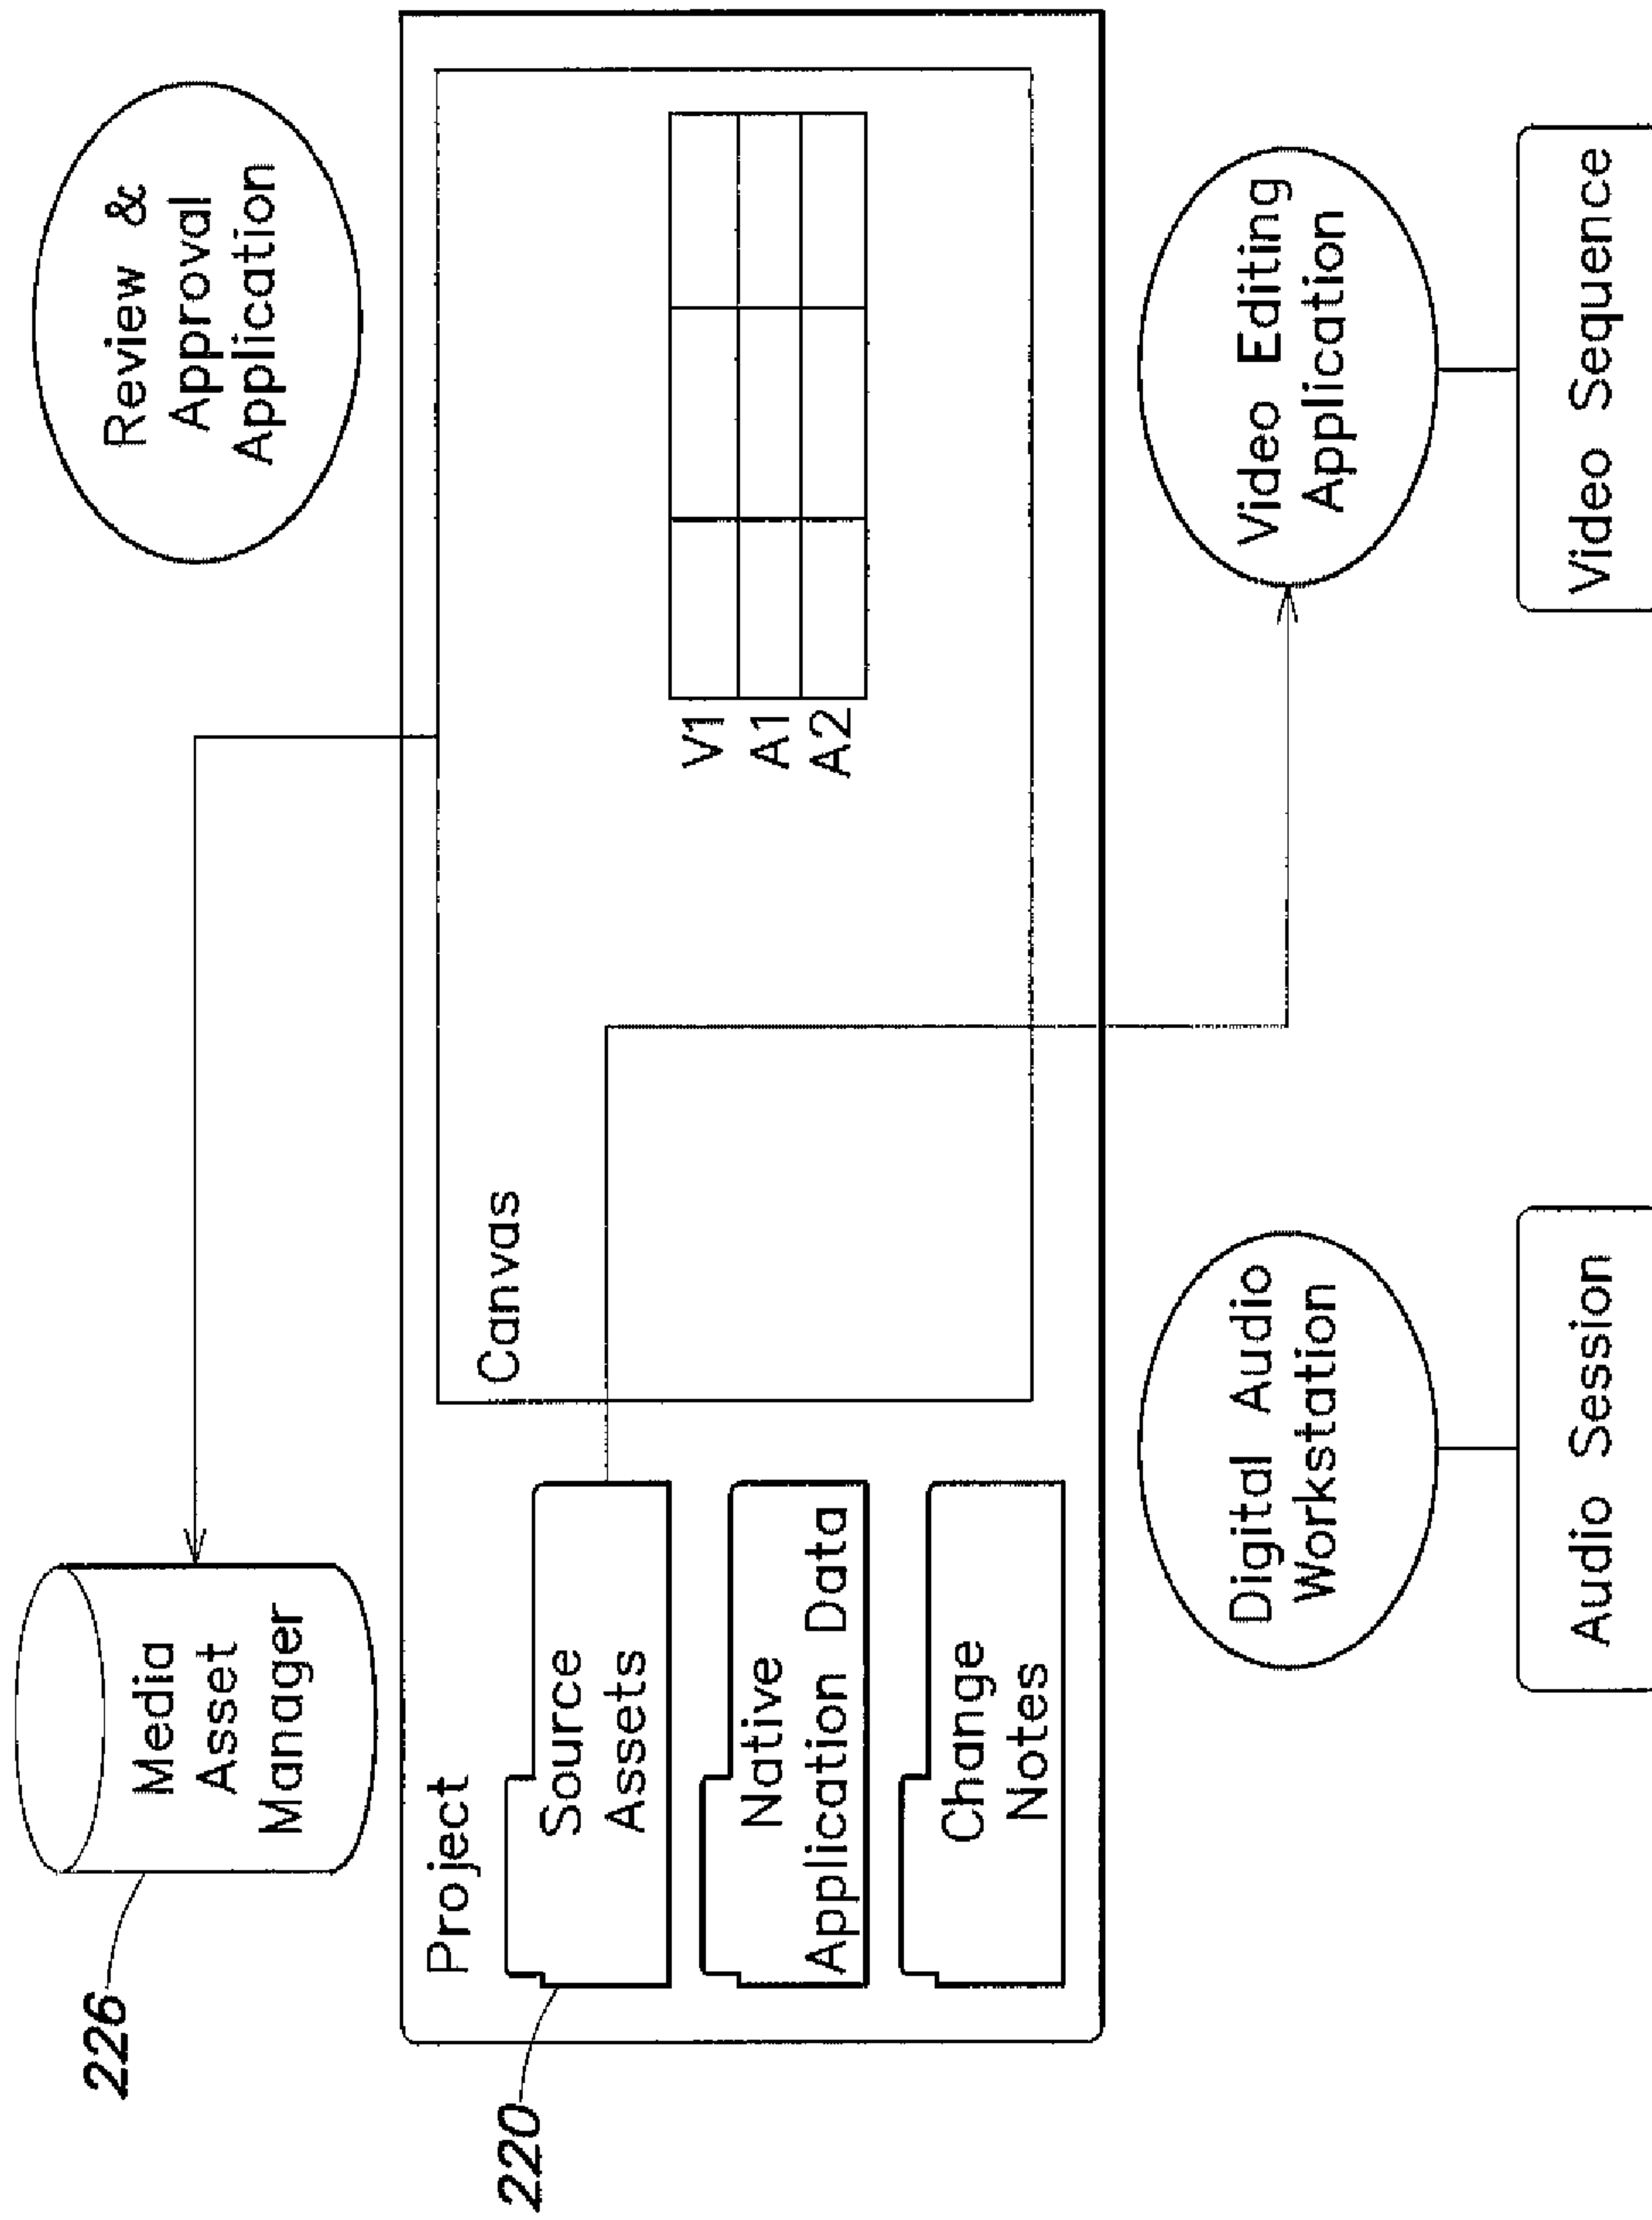 226
Media
Asset
Manager
Review &
Approval
Application
220
Project
Source
Assets
Native
Application Data
Change
Notes
Canvas
V1
A1
A2
Digital Audio
Workstation
Video Editing
Application
Audio Session
Video Sequence